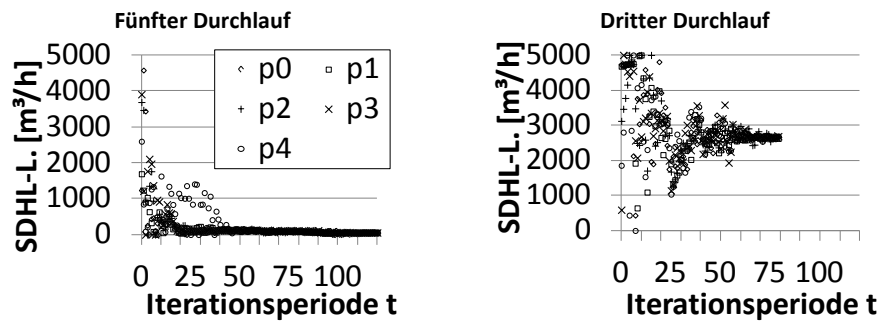 Fünfter Durchlauf
SDHL-L. [m³/h]
5000
4000
3000
2000
1000
0
p0
p1
p2
p3
p4
0 25 50 75 100
Iterationsperiode t
Dritter Durchlauf
SDHL-L. [m³/h]
5000
4000
3000
2000
1000
0
0 25 50 75 100
Iterationsperiode t